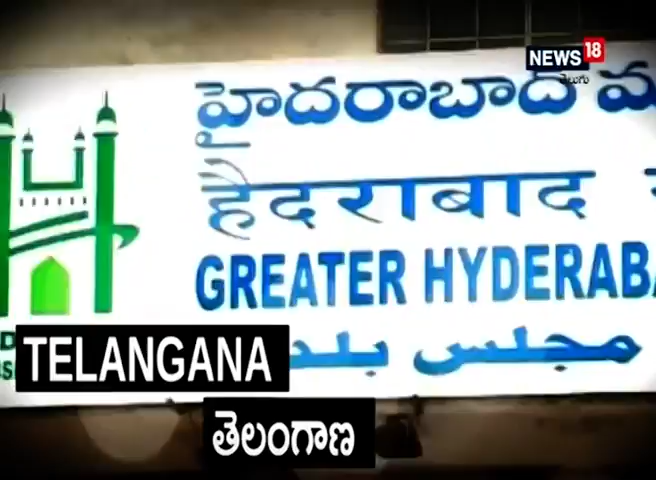 NEWS 18
తెలుగు
హైదరాబాద్ మ
हैदराबाद
GREATER HYDERABA
مجلس بلد
TELANGANA
తెలంగాణ